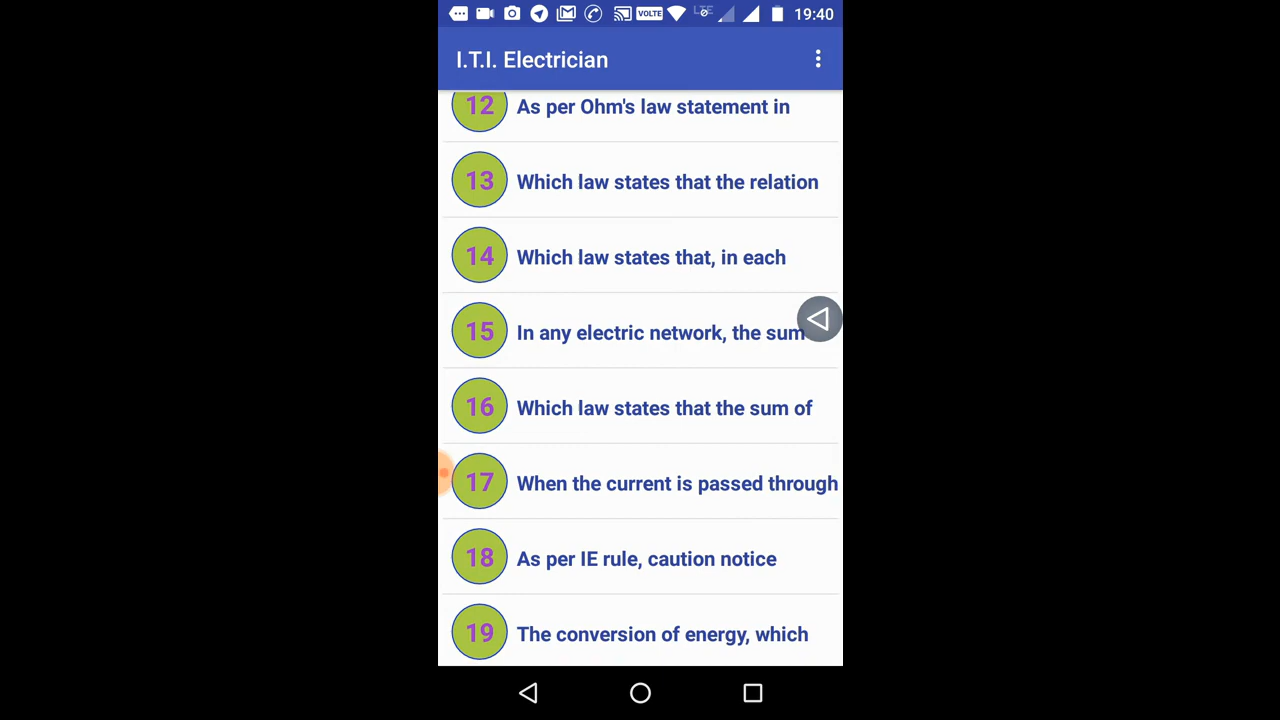 VOLTE LTE 19:40
I.T.I. Electrician
12 As per Ohm's law statement in
13 Which law states that the relation
14 Which law states that, in each
15 In any electric network, the sum
16 Which law states that the sum of
17 When the current is passed through
18 As per IE rule, caution notice
19 The conversion of energy, which